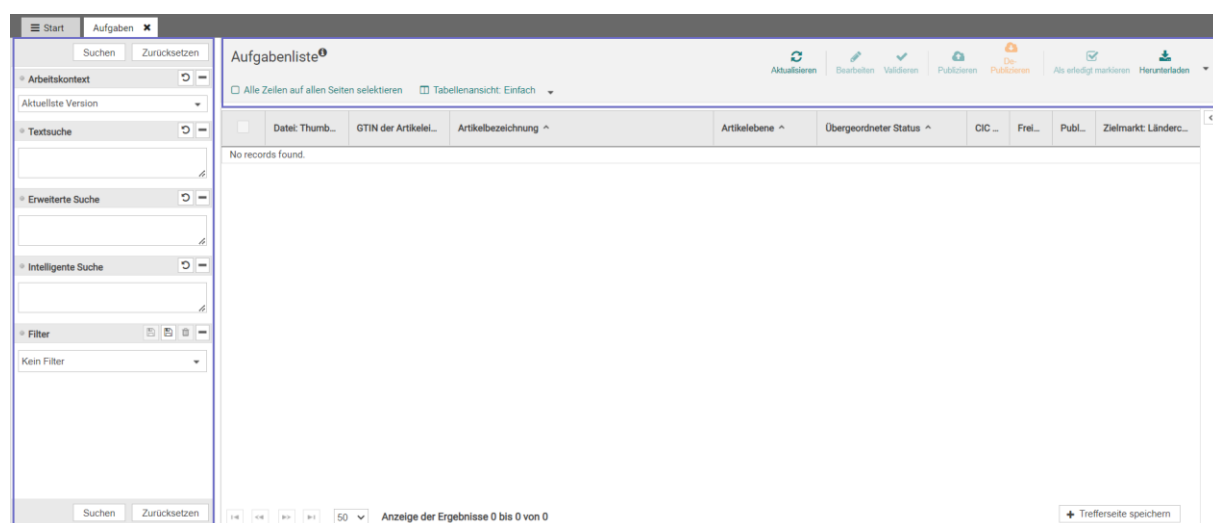 Start
Aufgaben
Suchen Zurücksetzen
Arbeitskontext
Aktuellste Version
Textsuche
Erweiterte Suche
Intelligente Suche
Filter
Kein Filter
Suchen Zurücksetzen
Aufgabenliste
Aktualisieren Bearbeiten Validieren Publizieren De-Publizieren Als erledigt markieren Herunterladen
Alle Zeilen auf allen Seiten selektieren Tabellenansicht: Einfach
Datei: Thumb... GTIN der Artikelei... Artikelbezeichnung Artikelebene Übergeordneter Status CIC ... Frei... Publ... Zielmarkt: Länderc...
No records found.
50 Anzeige der Ergebnisse 0 bis 0 von 0
Trefferseite speichern